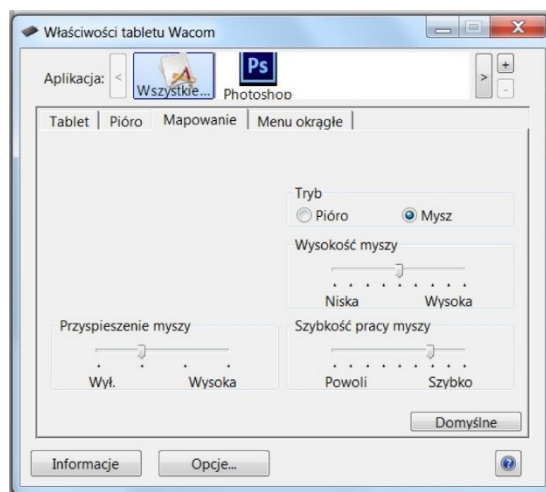 Właściwości tabletu Wacom
Aplikacja: < Wszystkie... Ps Photoshop > +
-
Tablet Pióro Mapowanie Menu okrągłe
Tryb
Pióro Mysz
Wysokość myszy
Niska Wysoka
Przyspieszenie myszy Szybkość pracy myszy
Wył. Wysoka Powoli Szybko
Domyślne
Informacje Opcje... ?